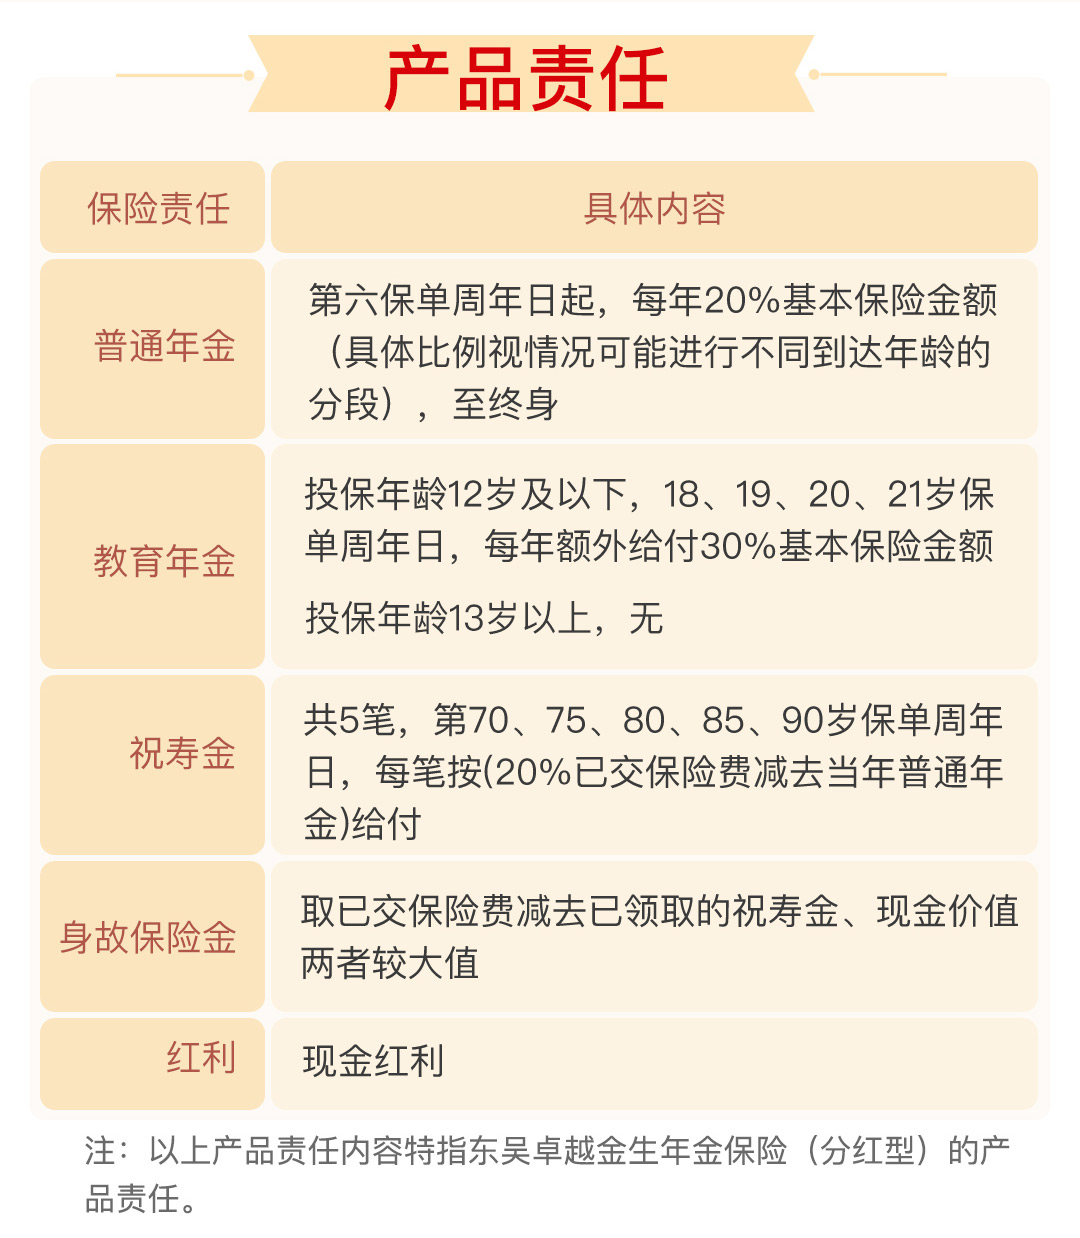 产品责任
保险责任
具体内容
普通年金
第六保单周年日起，每年20%基本保险金额
（具体比例视情况可能进行不同到达年龄的
分段），至终身
教育年金
投保年龄12岁及以下，18、19、20、21岁保
单周年日，每年额外给付30%基本保险金额
投保年龄13岁以上，无
祝寿金
共5笔，第70、75、80、85、90岁保单周年
日，每笔按(20%已交保险费减去当年普通年
金)给付
身故保险金
取已交保险费减去已领取的祝寿金、现金价值
两者较大值
红利
现金红利
注：以上产品责任内容特指东吴卓越金生年金保险（分红型）的产
品责任。